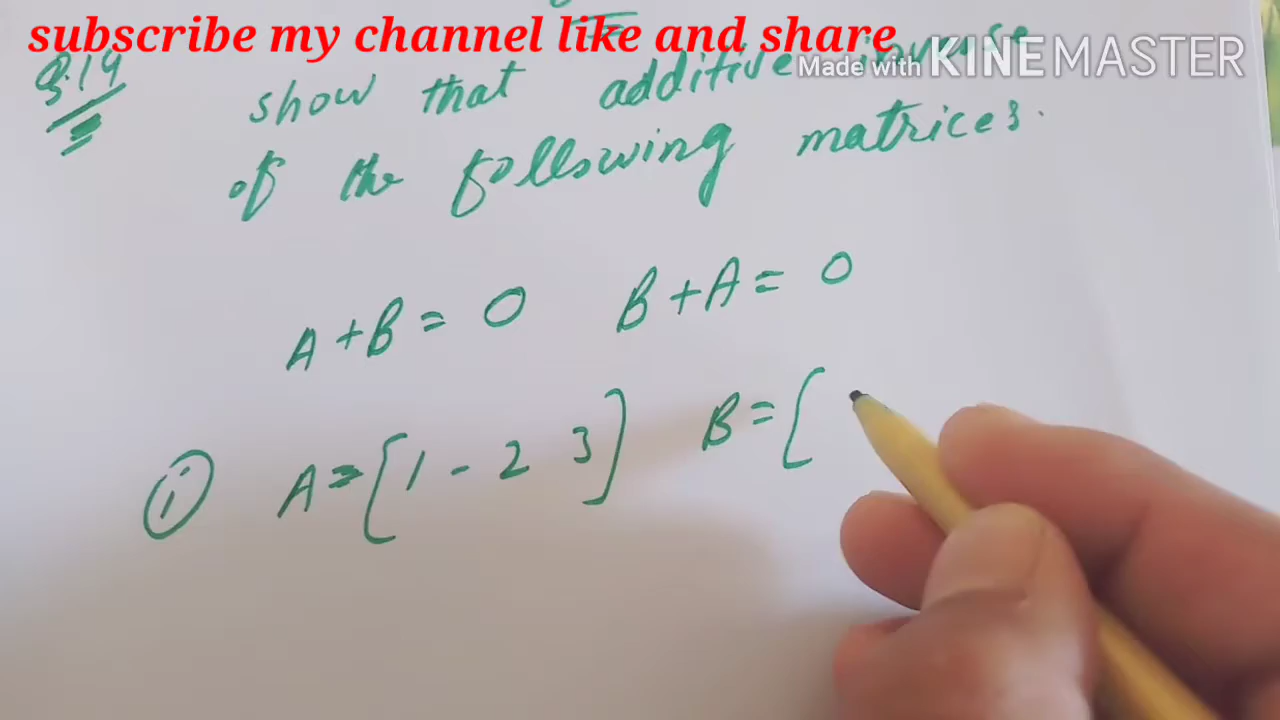 subscribe my channel like and share
Made with KINEMASTER
Q.14 show that additive inverse
of the following matrices.
A+B=0 B+A=0
(i) A=[1 -2 3] B=[